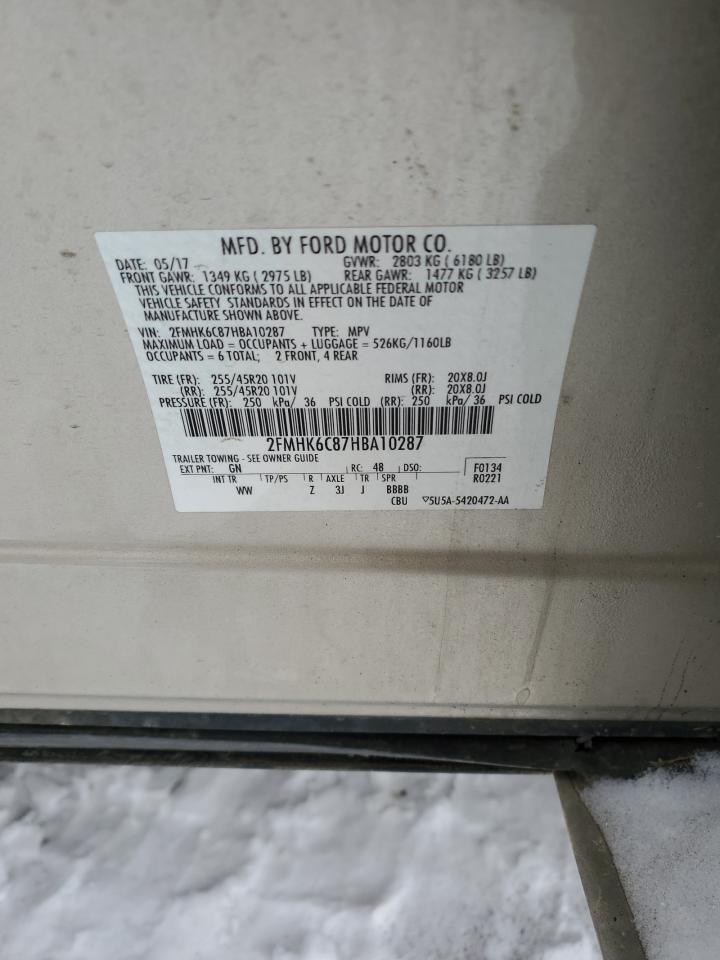 MFD. BY FORD MOTOR CO.
DATE: 05/17 GVWR: 2803 KG ( 6180 LB)
FRONT GAWR: 1349 KG ( 2975 LB) REAR GAWR: 1477 KG ( 3257 LB)
THIS VEHICLE CONFORMS TO ALL APPLICABLE FEDERAL MOTOR
VEHICLE SAFETY STANDARDS IN EFFECT ON THE DATE OF
MANUFACTURE SHOWN ABOVE.
VIN: 2FMHK6C87HBA10287 TYPE: MPV
MAXIMUM LOAD = OCCUPANTS + LUGGAGE = 526KG/1160LB
OCCUPANTS = 6 TOTAL; 2 FRONT, 4 REAR
TIRE (FR): 255/45R20 101V RIMS (FR): 20X8.0J
(RR): 255/45R20 101V (RR): 20X8.0J
PRESSURE (FR): 250 kPa/ 36 PSI COLD (RR): 250 kPa/ 36 PSI COLD
2FMHK6C87HBA10287
TRAILER TOWING - SEE OWNER GUIDE
EXT PNT: GN RC: 48 DSO: F0134
INT TR TP/PS R AXLE TR SPR R0221
WW Z 3J J BBBB
CBU ▽5U5A-5420472-AA